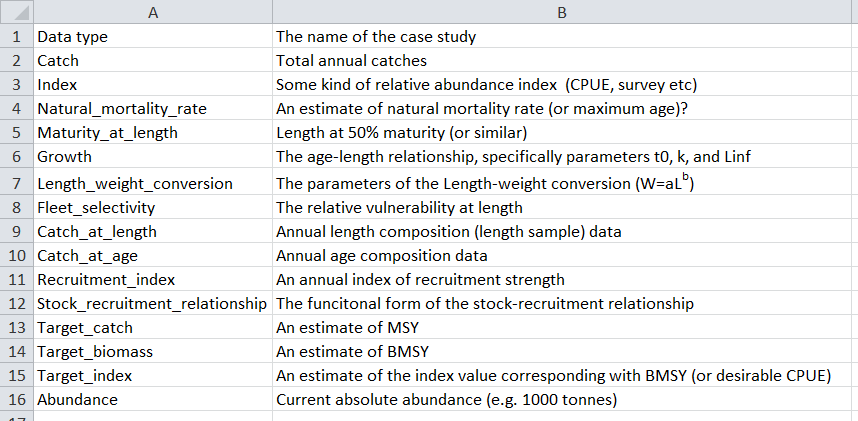 A B
1 Data type The name of the case study
2 Catch Total annual catches
3 Index Some kind of relative abundance index  (CPUE, survey etc)
4 Natural_mortality_rate An estimate of natural mortality rate (or maximum age)?
5 Maturity_at_length Length at 50% maturity (or similar)
6 Growth The age-length relationship, specifically parameters t0, k, and Linf
7 Length_weight_conversion The parameters of the Length-weight conversion (W=aL^b)
8 Fleet_selectivity The relative vulnerability at length
9 Catch_at_length Annual length composition (length sample) data
10 Catch_at_age Annual age composition data
11 Recruitment_index An annual index of recruitment strength
12 Stock_recruitment_relationship The funcitonal form of the stock-recruitment relationship
13 Target_catch An estimate of MSY
14 Target_biomass An estimate of BMSY
15 Target_index An estimate of the index value corresponding with BMSY (or desirable CPUE)
16 Abundance Current absolute abundance (e.g. 1000 tonnes)